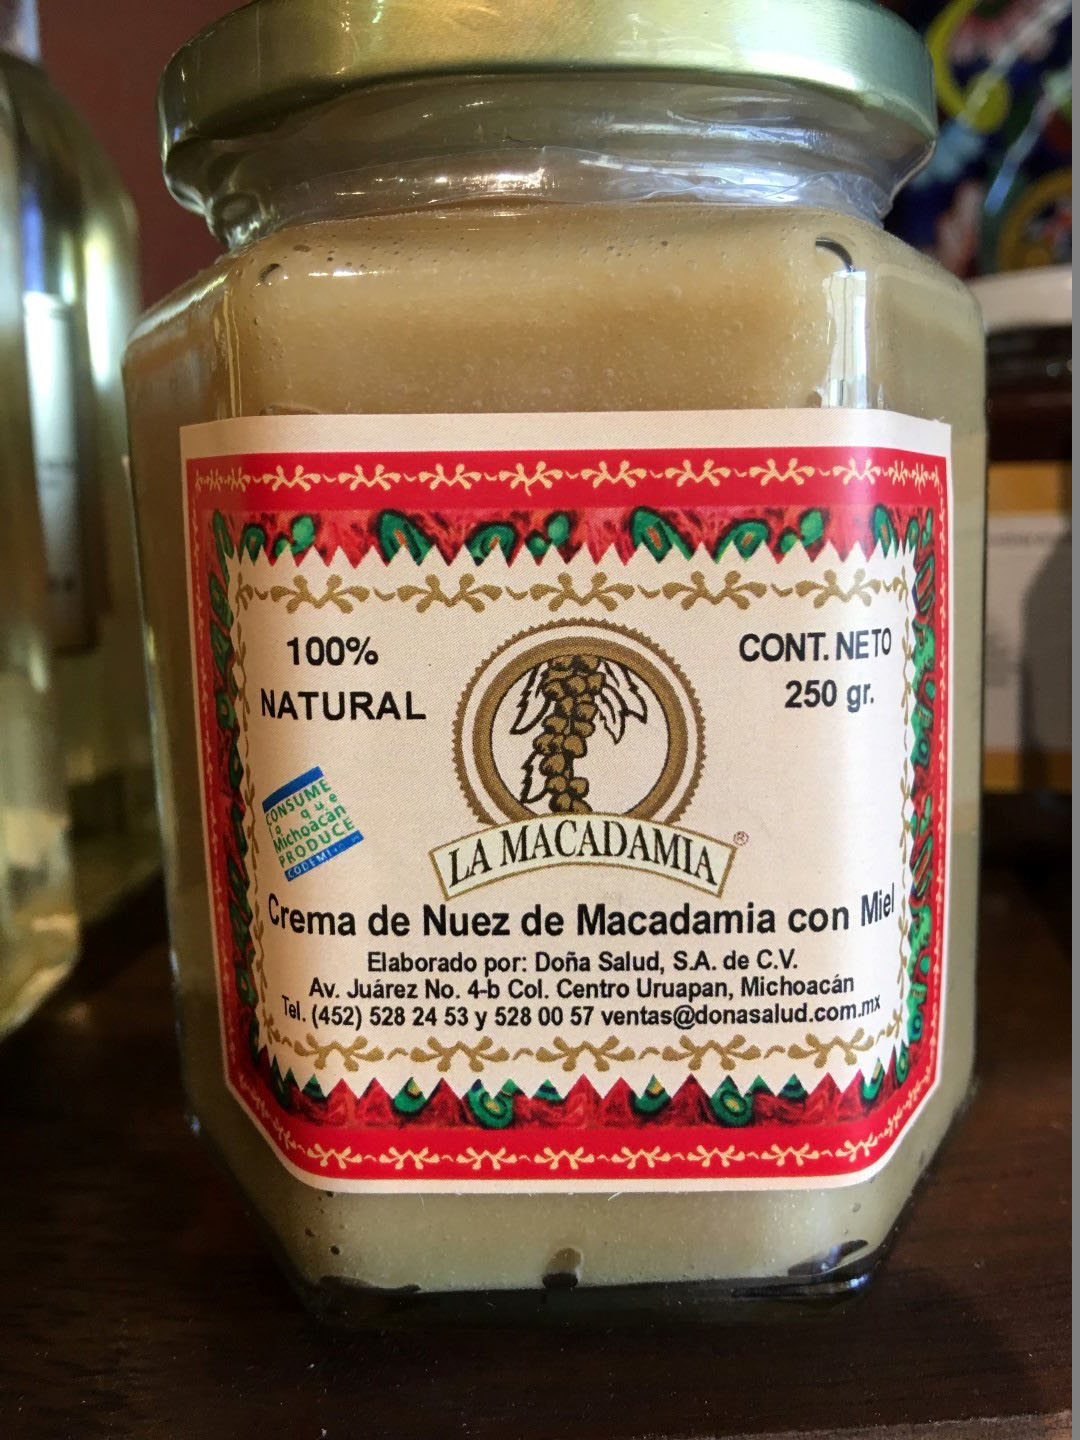 100%
NATURAL
CONT. NETO
250 gr.
CONSUME
lo que
Michoacán
PRODUCE
LA MACADAMIA®
Crema de Nuez de Macadamia con Miel
Elaborado por: Doña Salud, S.A. de C.V.
Av. Juárez No. 4-b Col. Centro Uruapan, Michoacán
Tel. (452) 528 24 53 y 528 00 57 ventas@donasalud.com.mx